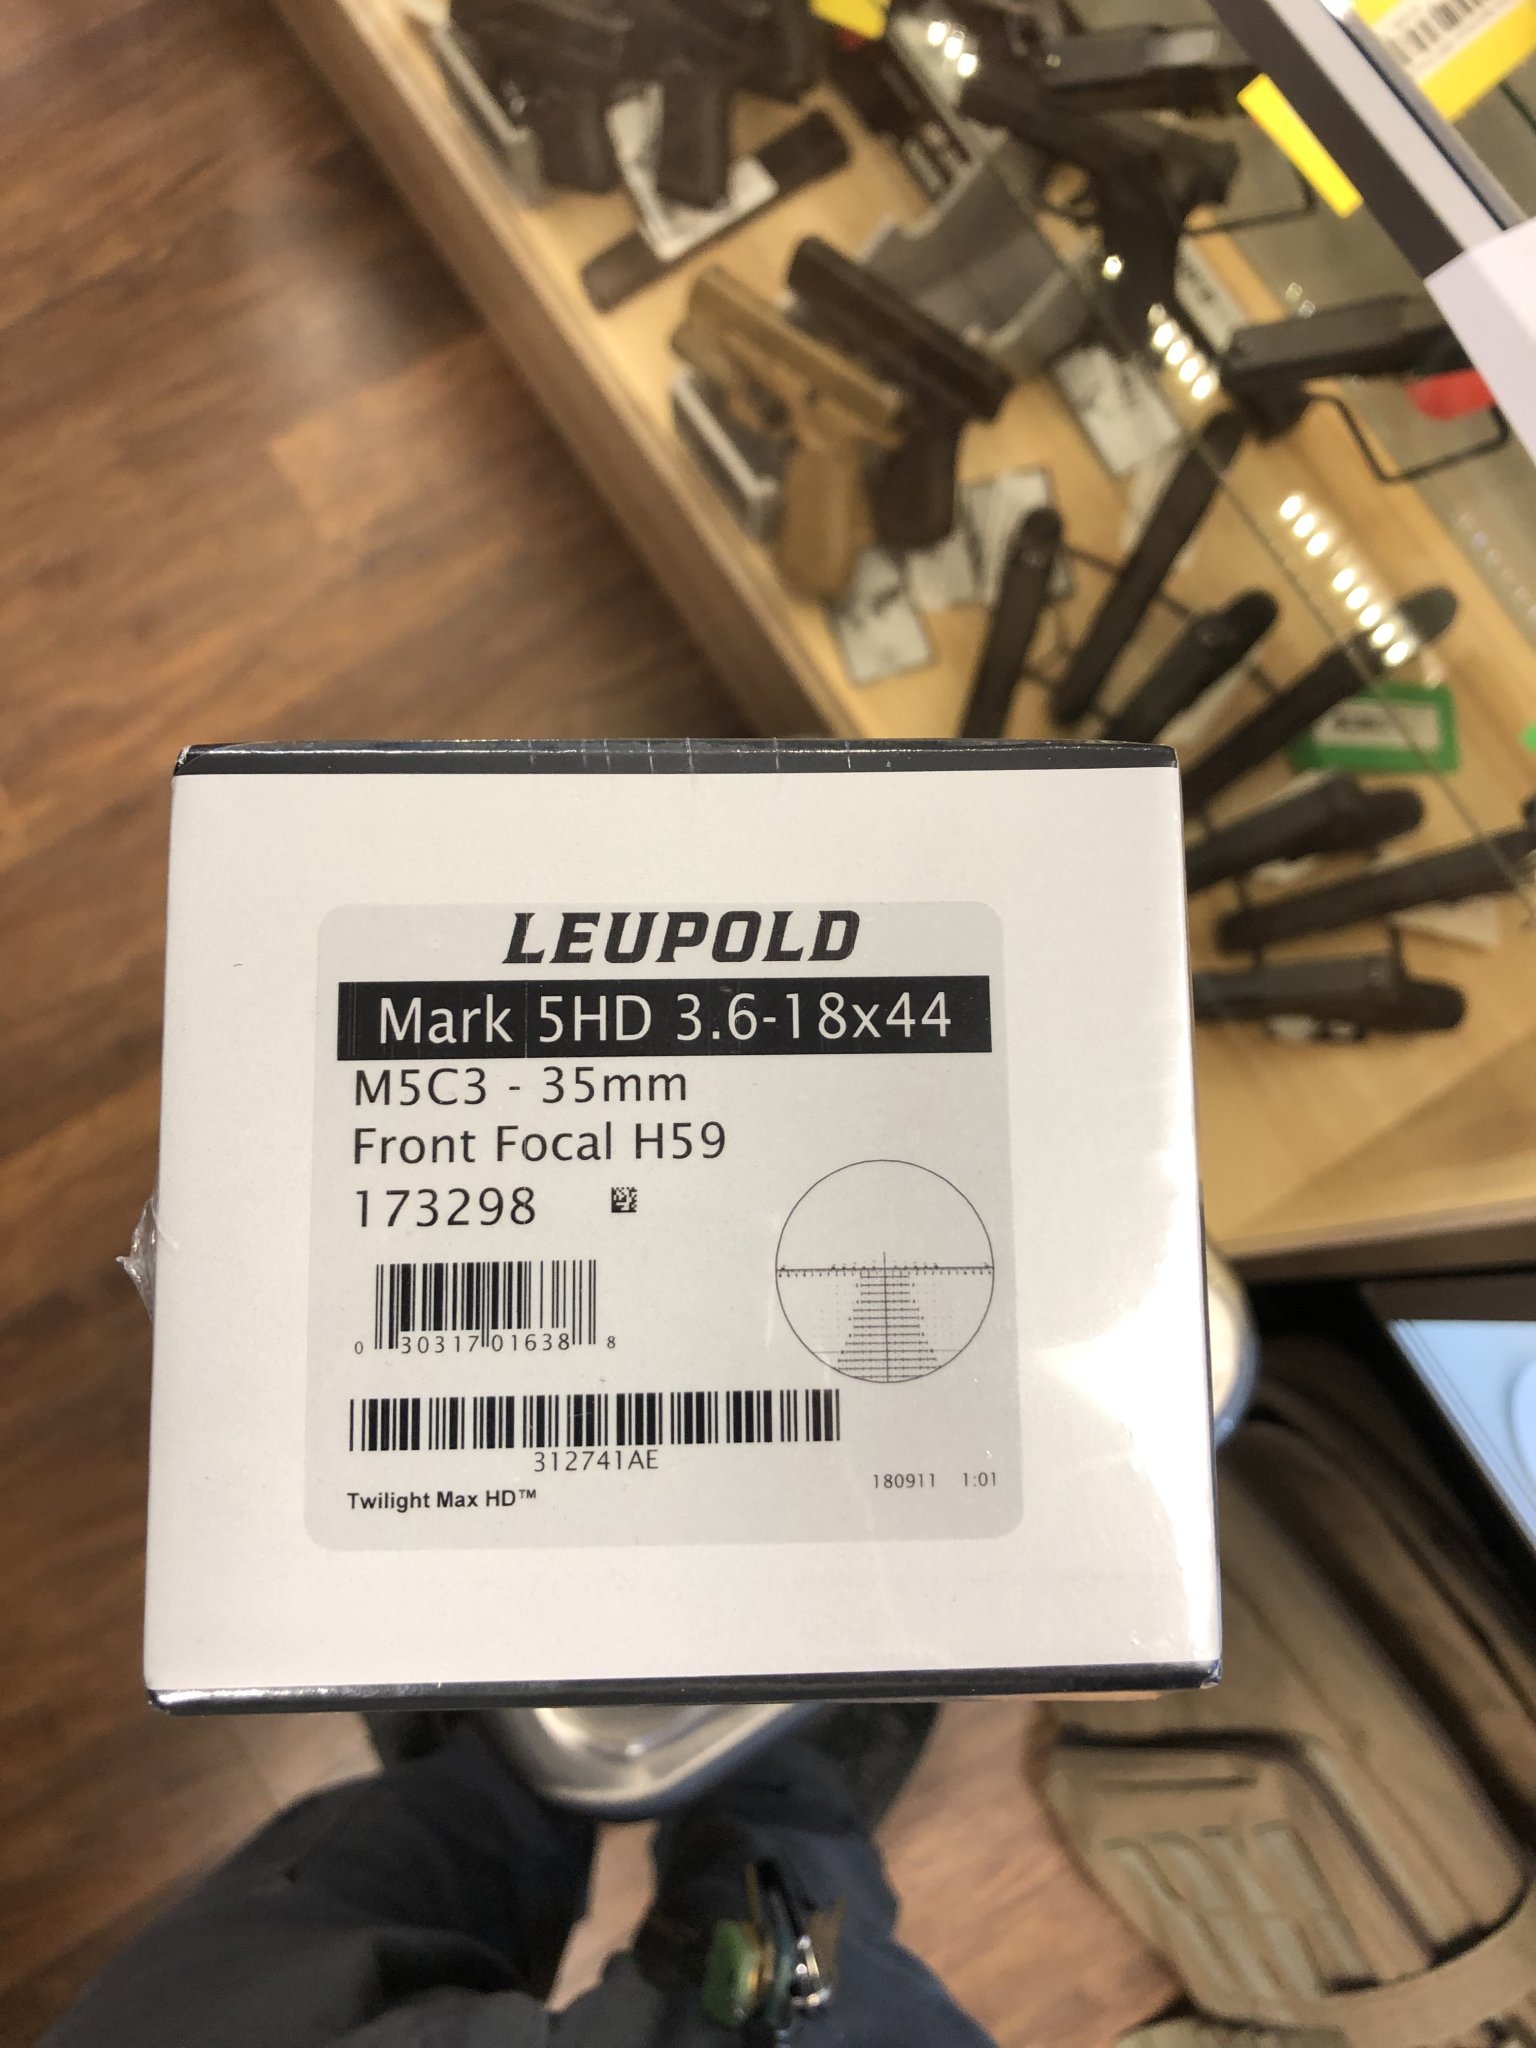 LEUPOLD
Mark 5HD 3.6-18x44
M5C3 - 35mm
Front Focal H59
173298
0 30317 01638 8
312741AE
Twilight Max HD™
180911 1:01